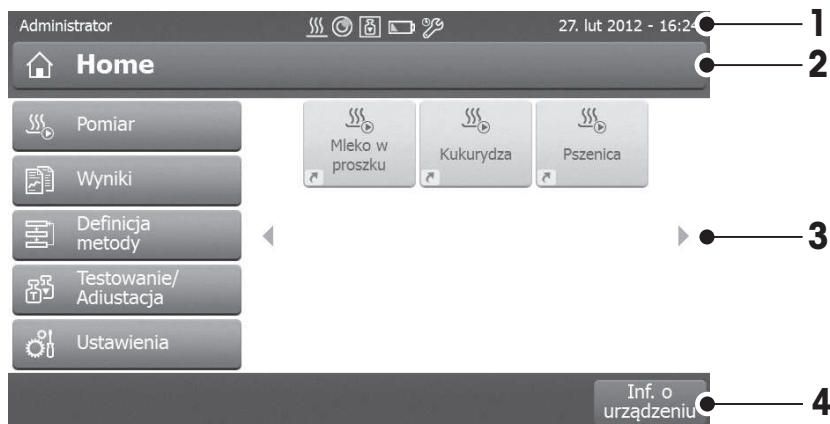 Administrator
27. lut 2012 - 16:24
1
Home
2
Pomiar
Wyniki
Definicja
metody
Testowanie/
Adiustacja
Ustawienia
Mleko w
proszku
Kukurydza
Pszenica
3
Inf. o
urządzeniu
4